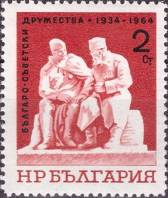 БЪЛГАРО-СЪВЕТСКИ
ДРУЖЕСТВА • 1934-1964
2
Ст
НР БЪЛГАРИЯ